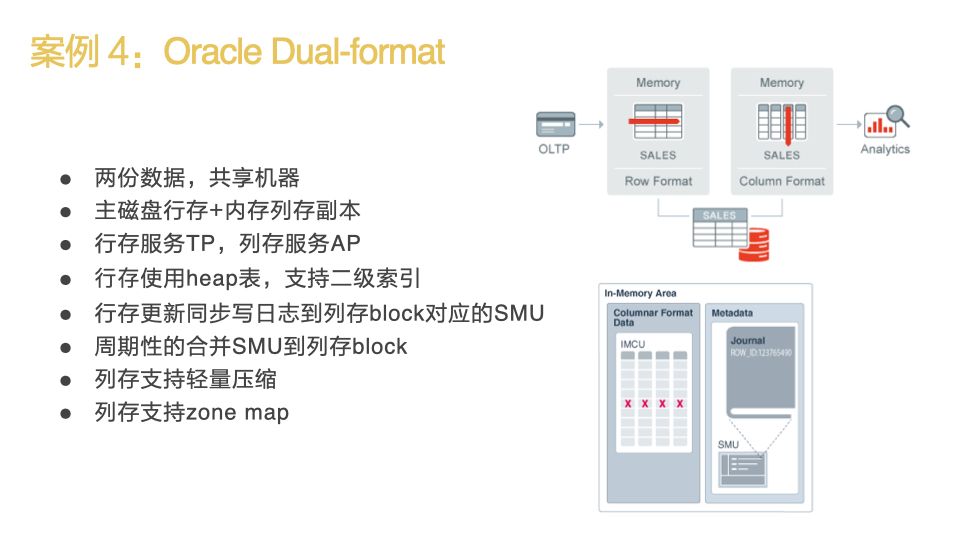 案例 4：Oracle Dual-format
● 两份数据，共享机器
● 主磁盘行存+内存列存副本
● 行存服务TP，列存服务AP
● 行存使用heap表，支持二级索引
● 行存更新同步写日志到列存block对应的SMU
● 周期性的合并SMU到列存block
● 列存支持轻量压缩
● 列存支持zone map
Memory
Memory
OLTP
SALES
SALES
Analytics
Row Format
Column Format
SALES
In-Memory Area
Columnar Format
Data
Metadata
IMCU
Journal
ROW_ID:123765490
X X X X
SMU